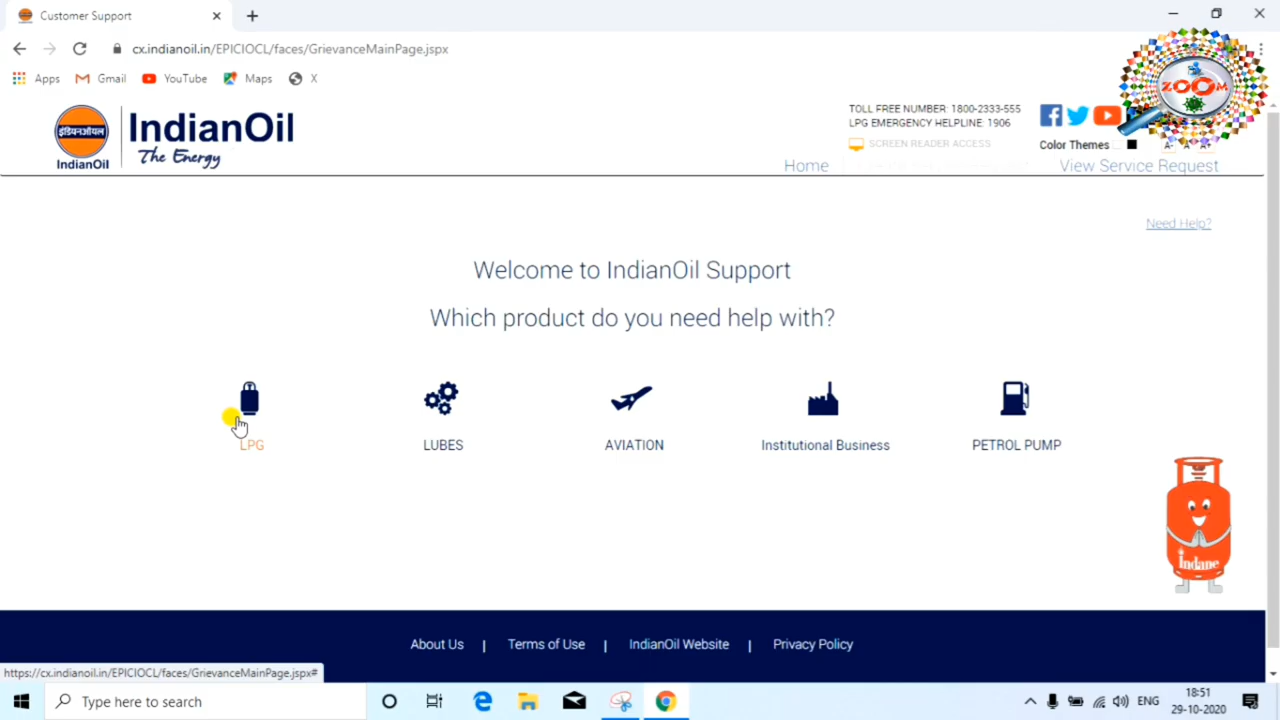 Customer Support
cx.indianoil.in/EPICIOCL/faces/GrievanceMainPage.jspx
Apps
Gmail
YouTube
Maps
X
ZOOM
इंडियनऑयल
IndianOil
IndianOil
The Energy
TOLL FREE NUMBER: 1800-2333-555
LPG EMERGENCY HELPLINE: 1906
SCREEN READER ACCESS
Color Themes
A-
A
A+
Home
View Service Request
Need Help?
Welcome to IndianOil Support
Which product do you need help with?
LPG
LUBES
AVIATION
Institutional Business
PETROL PUMP
Indane
About Us | Terms of Use | IndianOil Website | Privacy Policy
https://cx.indianoil.in/EPICIOCL/faces/GrievanceMainPage.jspx#
Type here to search
ENG
18:51
29-10-2020